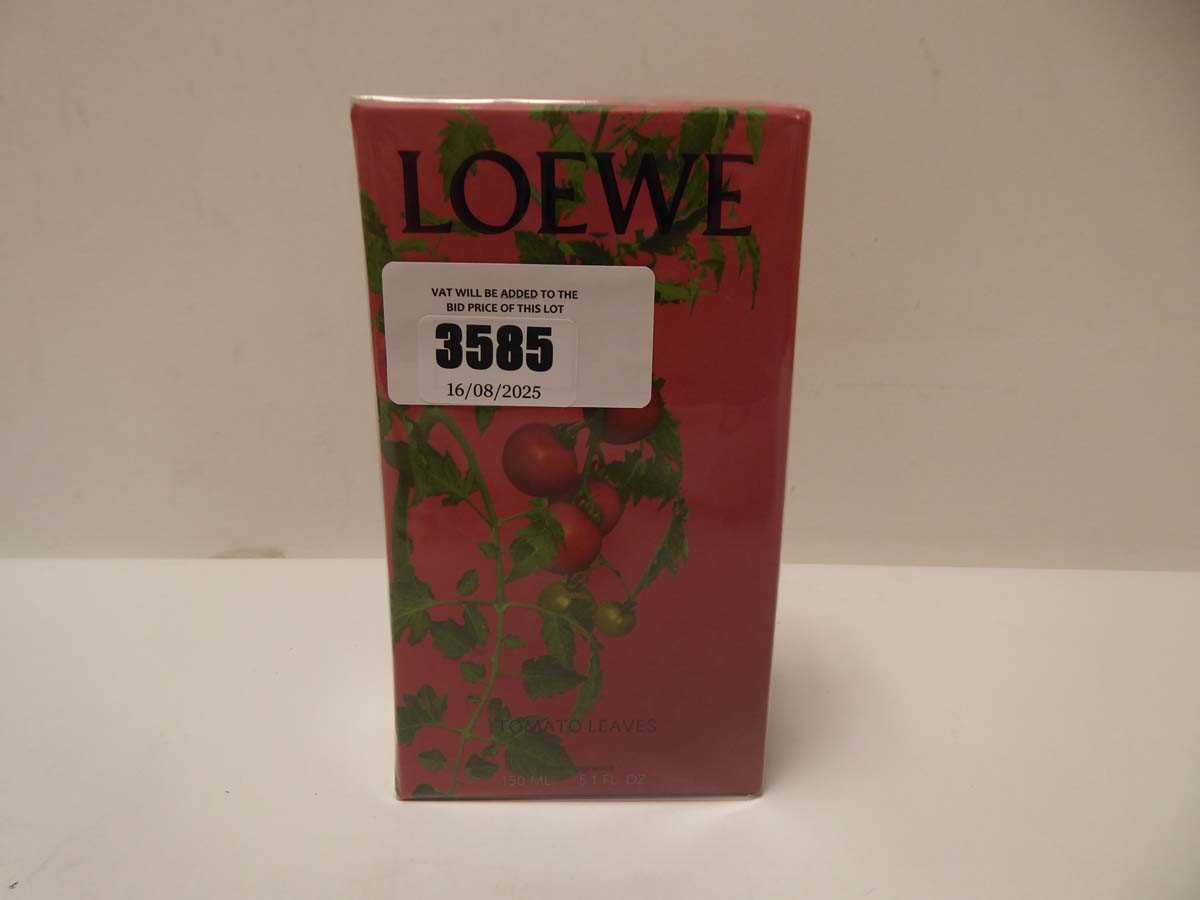 LOEWE
VAT WILL BE ADDED TO THE
BID PRICE OF THIS LOT
3585
16/08/2025
TOMATO LEAVES
150 ML 5.1 FL. OZ